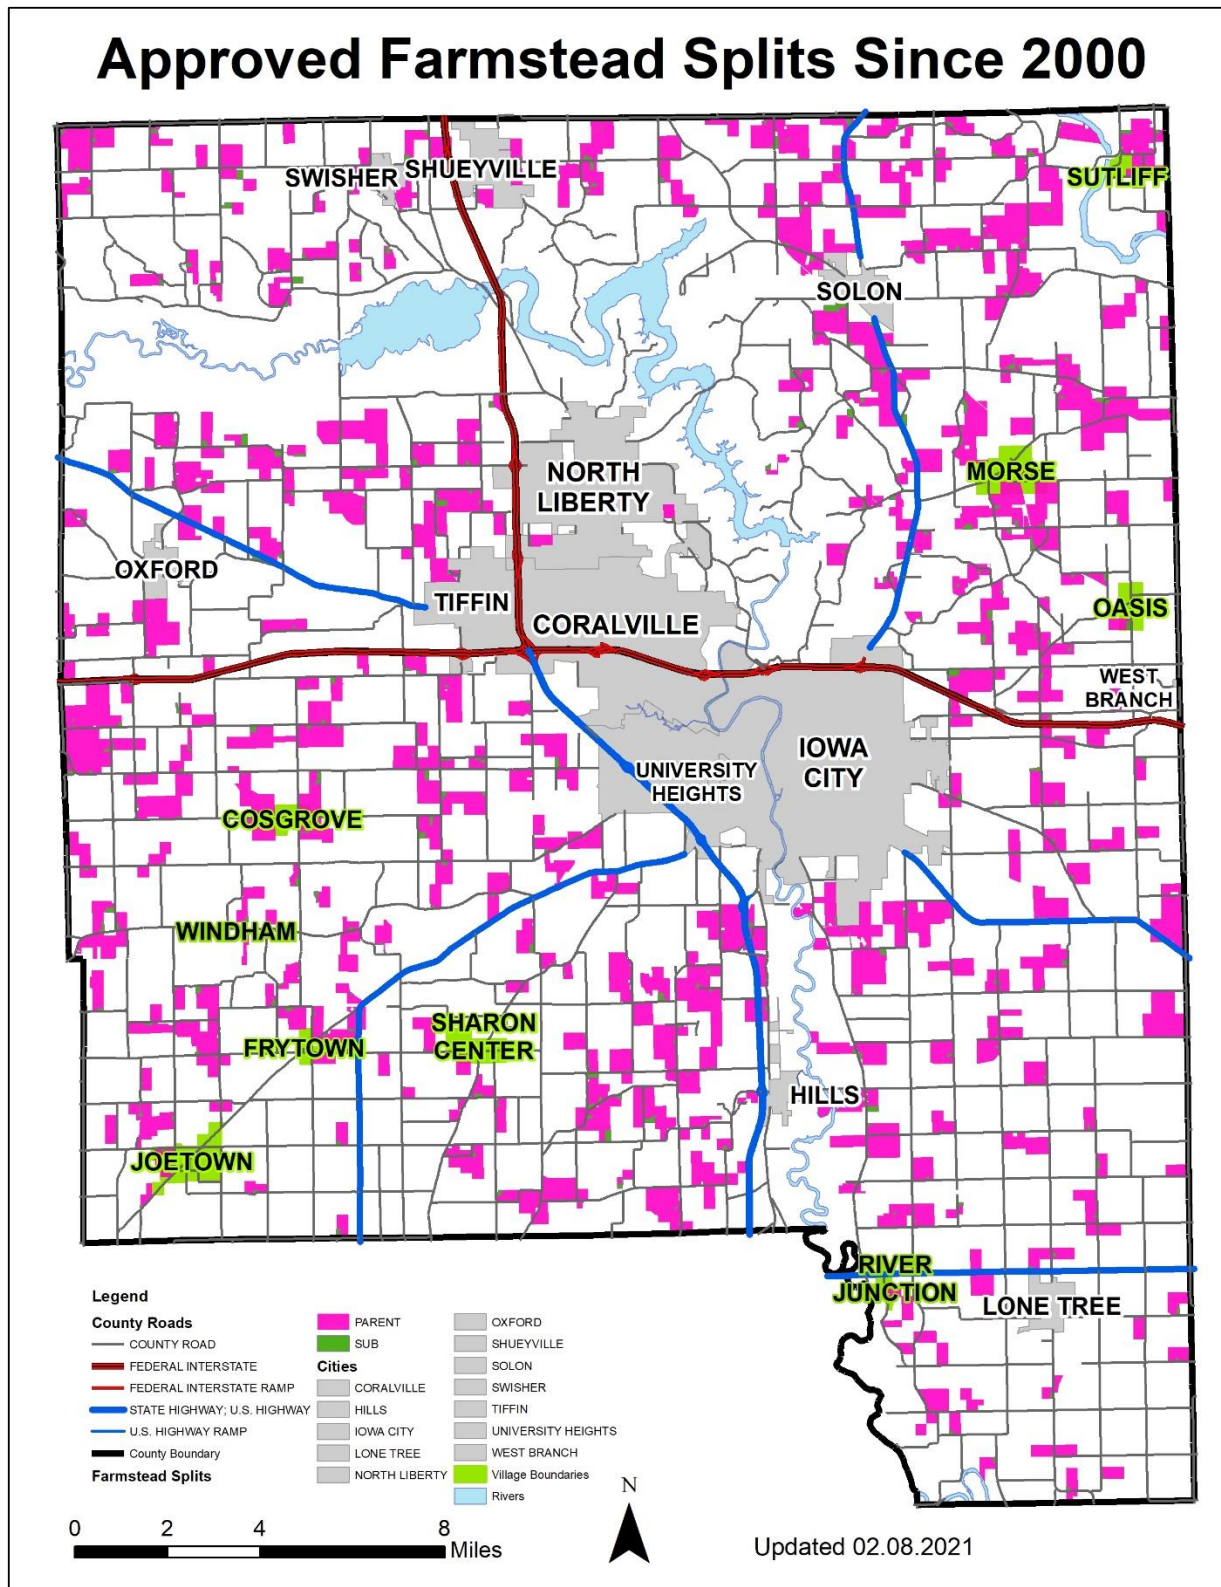 Approved Farmstead Splits Since 2000
SWISHER
SHUEYVILLE
SUTLIFF
SOLON
MORSE
NORTH
LIBERTY
OXFORD
TIFFIN
OASIS
CORALVILLE
WEST
BRANCH
IOWA
CITY
UNIVERSITY
HEIGHTS
COSGROVE
WINDHAM
SHARON
CENTER
FRYTOWN
HILLS
JOETOWN
RIVER
JUNCTION
LONE TREE
Legend
County Roads
COUNTY ROAD
FEDERAL INTERSTATE
FEDERAL INTERSTATE RAMP
STATE HIGHWAY; U.S. HIGHWAY
U.S. HIGHWAY RAMP
County Boundary
Farmstead Splits
PARENT
SUB
Cities
CORALVILLE
HILLS
IOWA CITY
LONE TREE
NORTH LIBERTY
OXFORD
SHUEYVILLE
SOLON
SWISHER
TIFFIN
UNIVERSITY HEIGHTS
WEST BRANCH
Village Boundaries
Rivers
0 2 4 8
Miles
N
Updated 02.08.2021